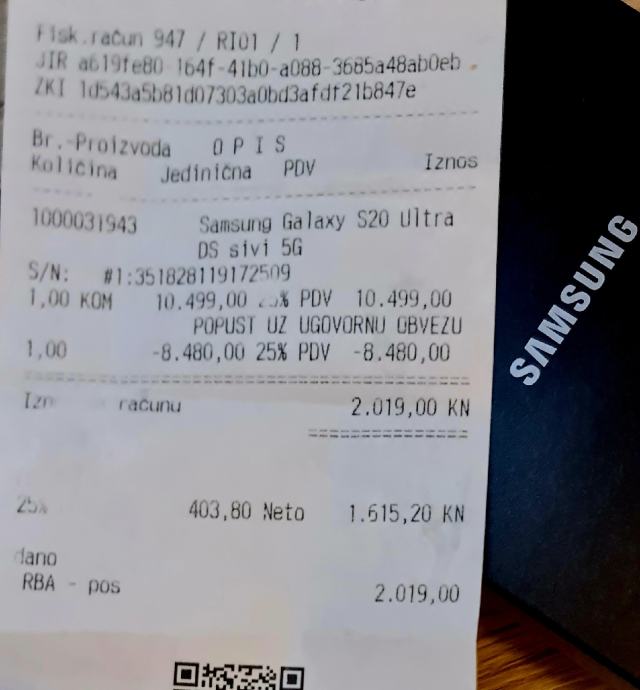 Fisk.račun 947 / RI01 / 1
JIR a619fe80-164f-41b0-a088-3685a48ab0eb
ZKI 1d543a5b81d07303a0bd3afdf21b847e
Br.-Proizvoda O P I S
Količina Jedinična PDV Iznos
1000031943 Samsung Galaxy S20 Ultra
DS sivi 5G
S/N: #1:351828119172509
1,00 KOM 10.499,00 25% PDV 10.499,00
POPUST UZ UGOVORNU OBVEZU
1,00 -8.480,00 25% PDV -8.480,00
računu 2.019,00 KN
25% 403,80 Neto 1.615,20 KN
dano
RBA - pos 2.019,00
SAMSUNG